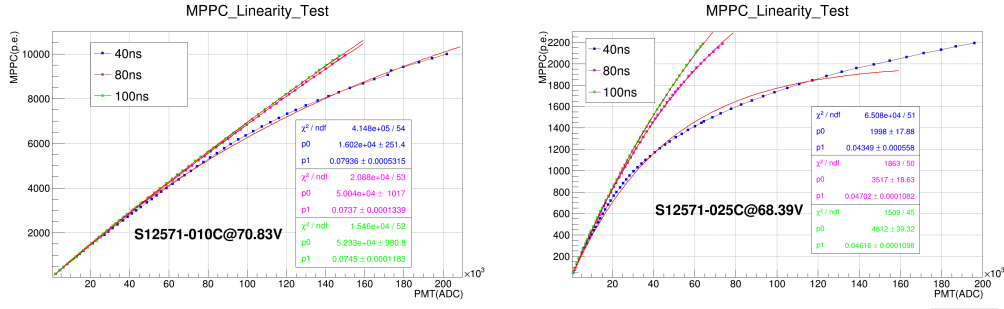 MPPC_Linearity_Test
MPPC(p.e.)
10000
8000
6000
4000
2000
40ns
80ns
100ns
χ² / ndf 4.148e+05 / 54
p0 1.602e+04 ± 251.4
p1 0.07936 ± 0.0005315
χ² / ndf 2.088e+04 / 53
p0 5.004e+04 ± 1017
p1 0.0737 ± 0.0001339
χ² / ndf 1.546e+04 / 52
p0 5.233e+04 ± 980.8
p1 0.0745 ± 0.0001183
S12571-010C@70.83V
20 40 60 80 100 120 140 160 180 200
×10³
PMT(ADC)
MPPC_Linearity_Test
MPPC(p.e.)
2200
2000
1800
1600
1400
1200
1000
800
600
400
200
40ns
80ns
100ns
χ² / ndf 6.508e+04 / 51
p0 1998 ± 17.88
p1 0.04349 ± 0.000558
χ² / ndf 1863 / 50
p0 3517 ± 18.63
p1 0.04702 ± 0.0001082
χ² / ndf 1509 / 45
p0 4612 ± 39.32
p1 0.04616 ± 0.0001098
S12571-025C@68.39V
20 40 60 80 100 120 140 160 180 200
×10³
PMT(ADC)